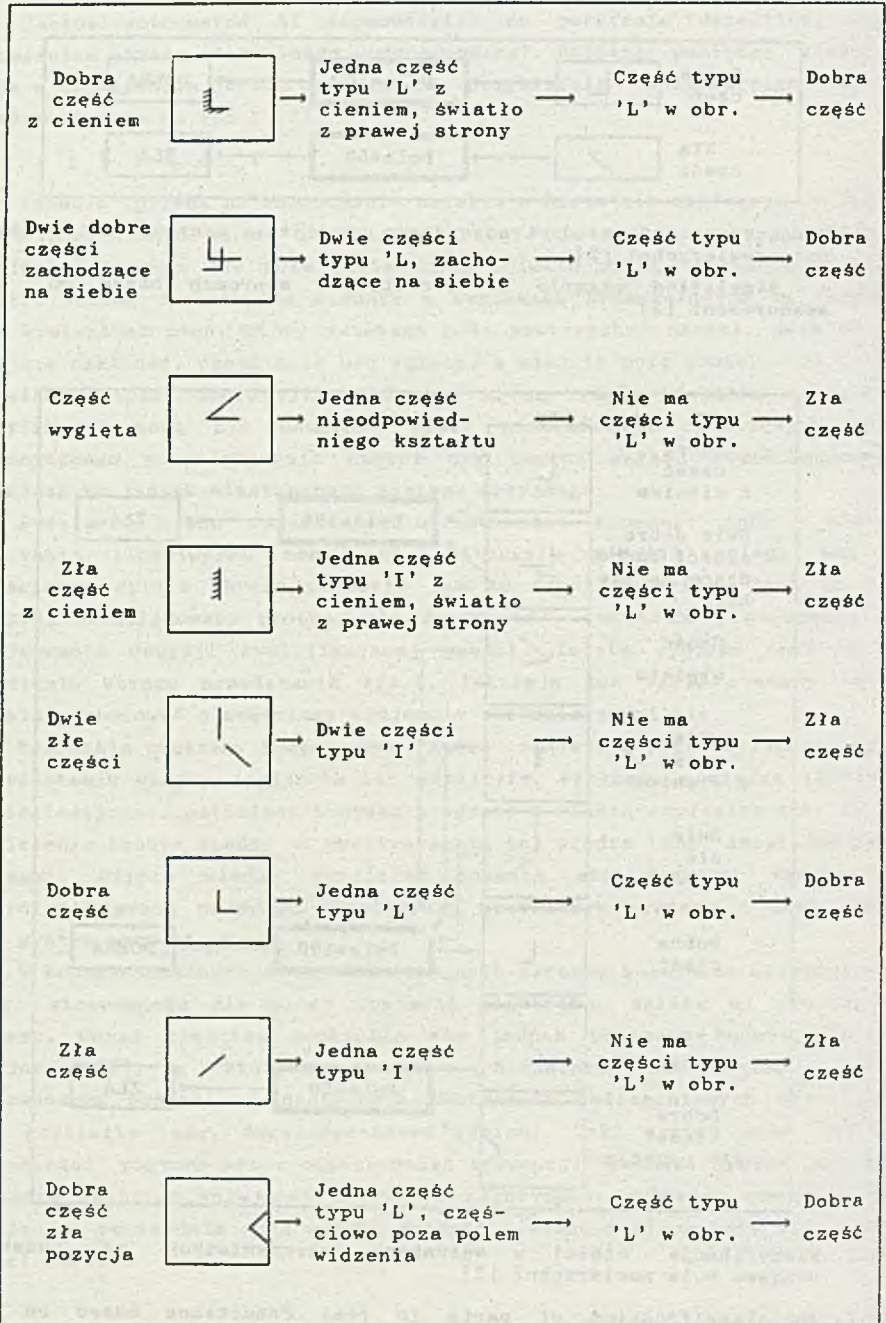 Dobra
część
z cieniem
Jedna część
typu 'L' z
cieniem, światło
z prawej strony
Część typu
'L' w obr.
Dobra
część
Dwie dobre
części
zachodzące
na siebie
Dwie części
typu 'L, zacho-
dzące na siebie
Część typu
'L' w obr.
Dobra
część
Część
wygięta
Jedna część
nieodpowied-
niego kształtu
Nie ma
części typu
'L' w obr.
Zła
część
Zła
część
z cieniem
Jedna część
typu 'I' z
cieniem, światło
z prawej strony
Nie ma
części typu
'L' w obr.
Zła
część
Dwie
złe
części
Dwie części
typu 'I'
Nie ma
części typu
'L' w obr.
Zła
część
Dobra
część
Jedna część
typu 'L'
Część typu
'L' w obr.
Dobra
część
Zła
część
Jedna część
typu 'I'
Nie ma
części typu
'L' w obr.
Zła
część
Dobra
część
zła
pozycja
Jedna część
typu 'L', częś-
ciowo poza polem
widzenia
Część typu
'L' w obr.
Dobra
część